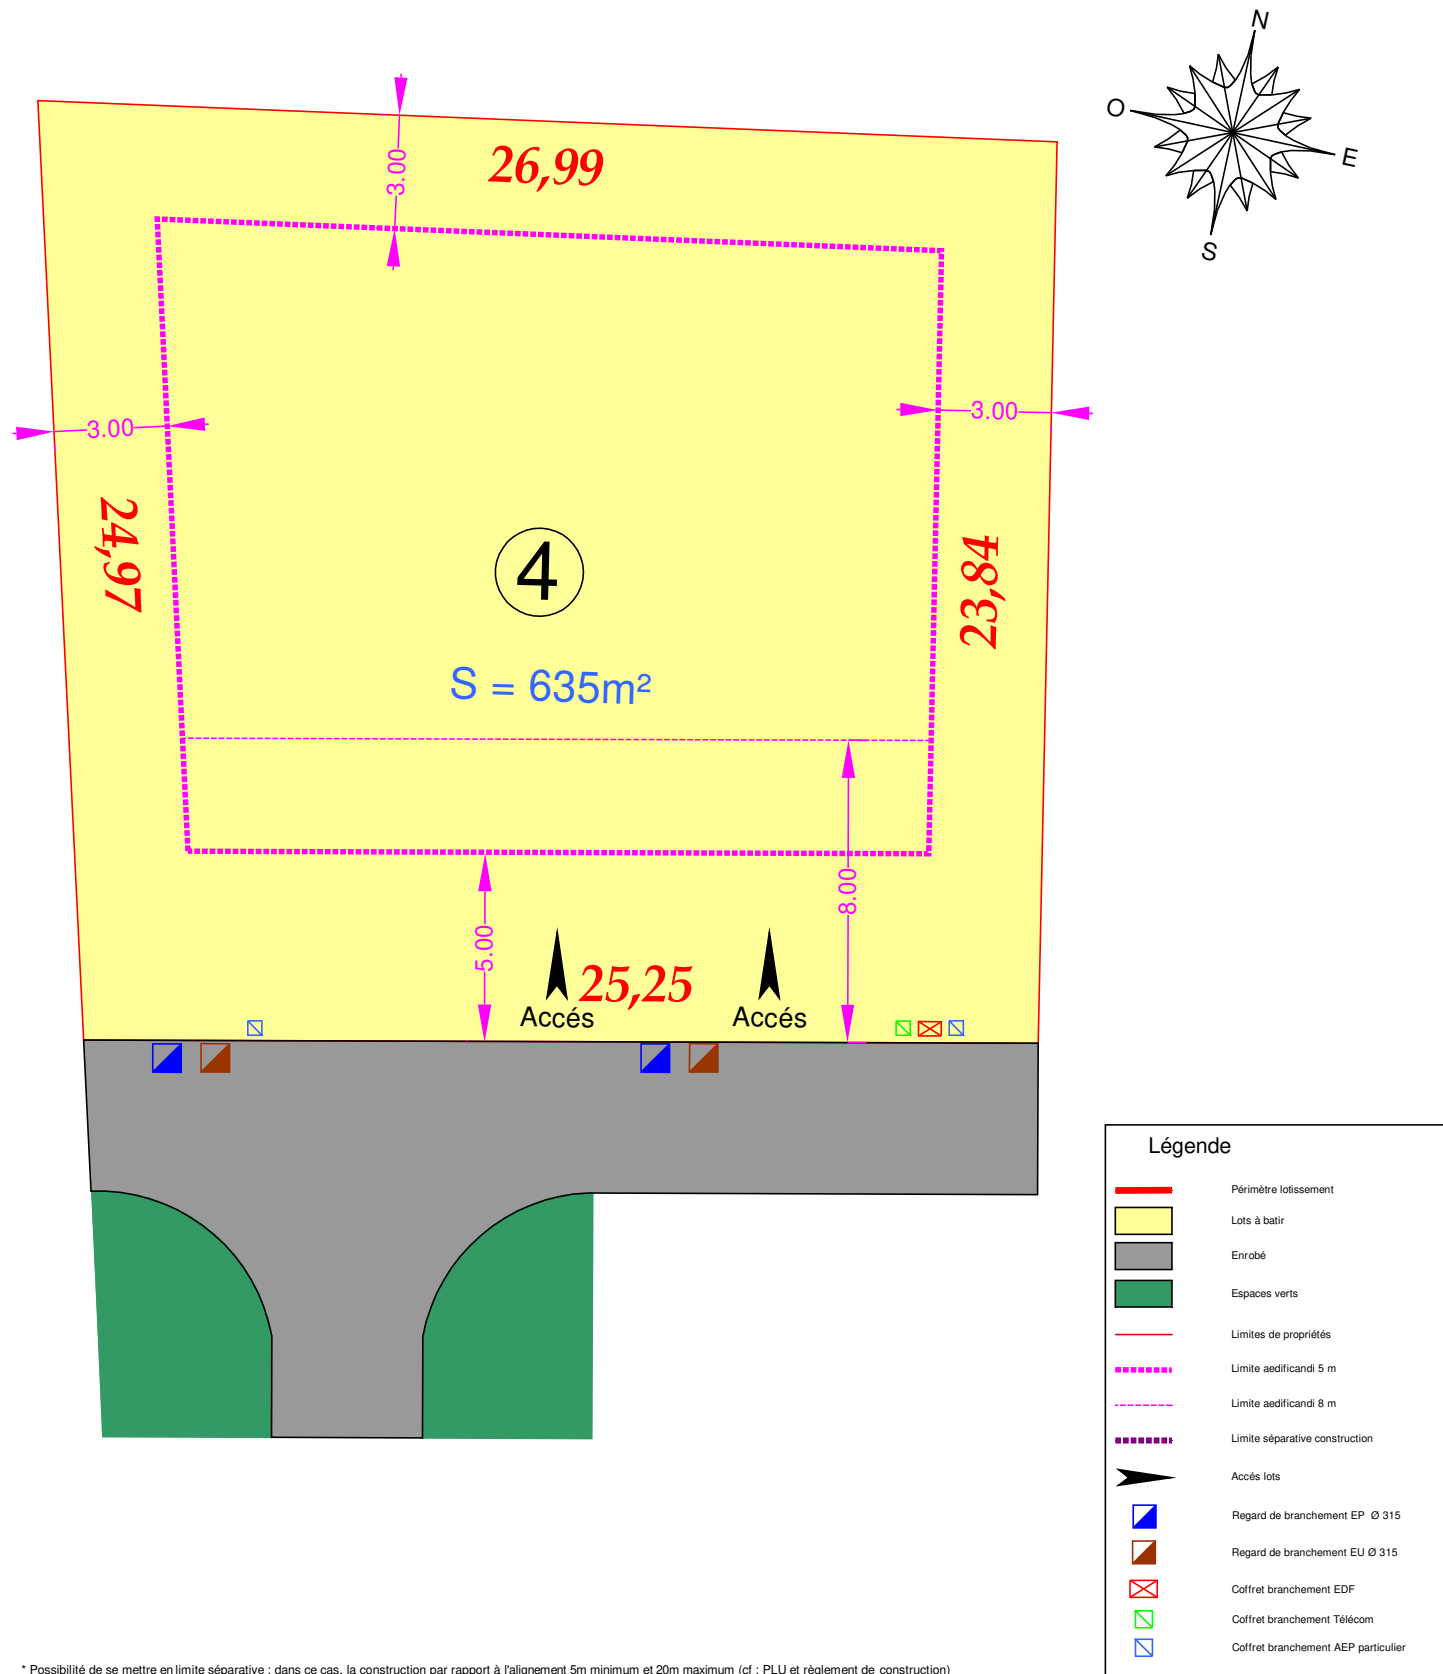 N
O
E
S
3.00
26,99
3.00
3.00
24,97
23,84
4
S = 635m²
8.00
5.00
25,25
Accés
Accés
Légende
Périmètre lotissement
Lots à batir
Enrobé
Espaces verts
Limites de propriétés
Limite aedificandi 5 m
Limite aedificandi 8 m
Limite séparative construction
Accés lots
Regard de branchement EP Ø 315
Regard de branchement EU Ø 315
Coffret branchement EDF
Coffret branchement Télécom
Coffret branchement AEP particulier
* Possibilité de se mettre en limite séparative : dans ce cas, la construction par rapport à l'alignement 5m minimum et 20m maximum (cf : PLU et règlement de construction)